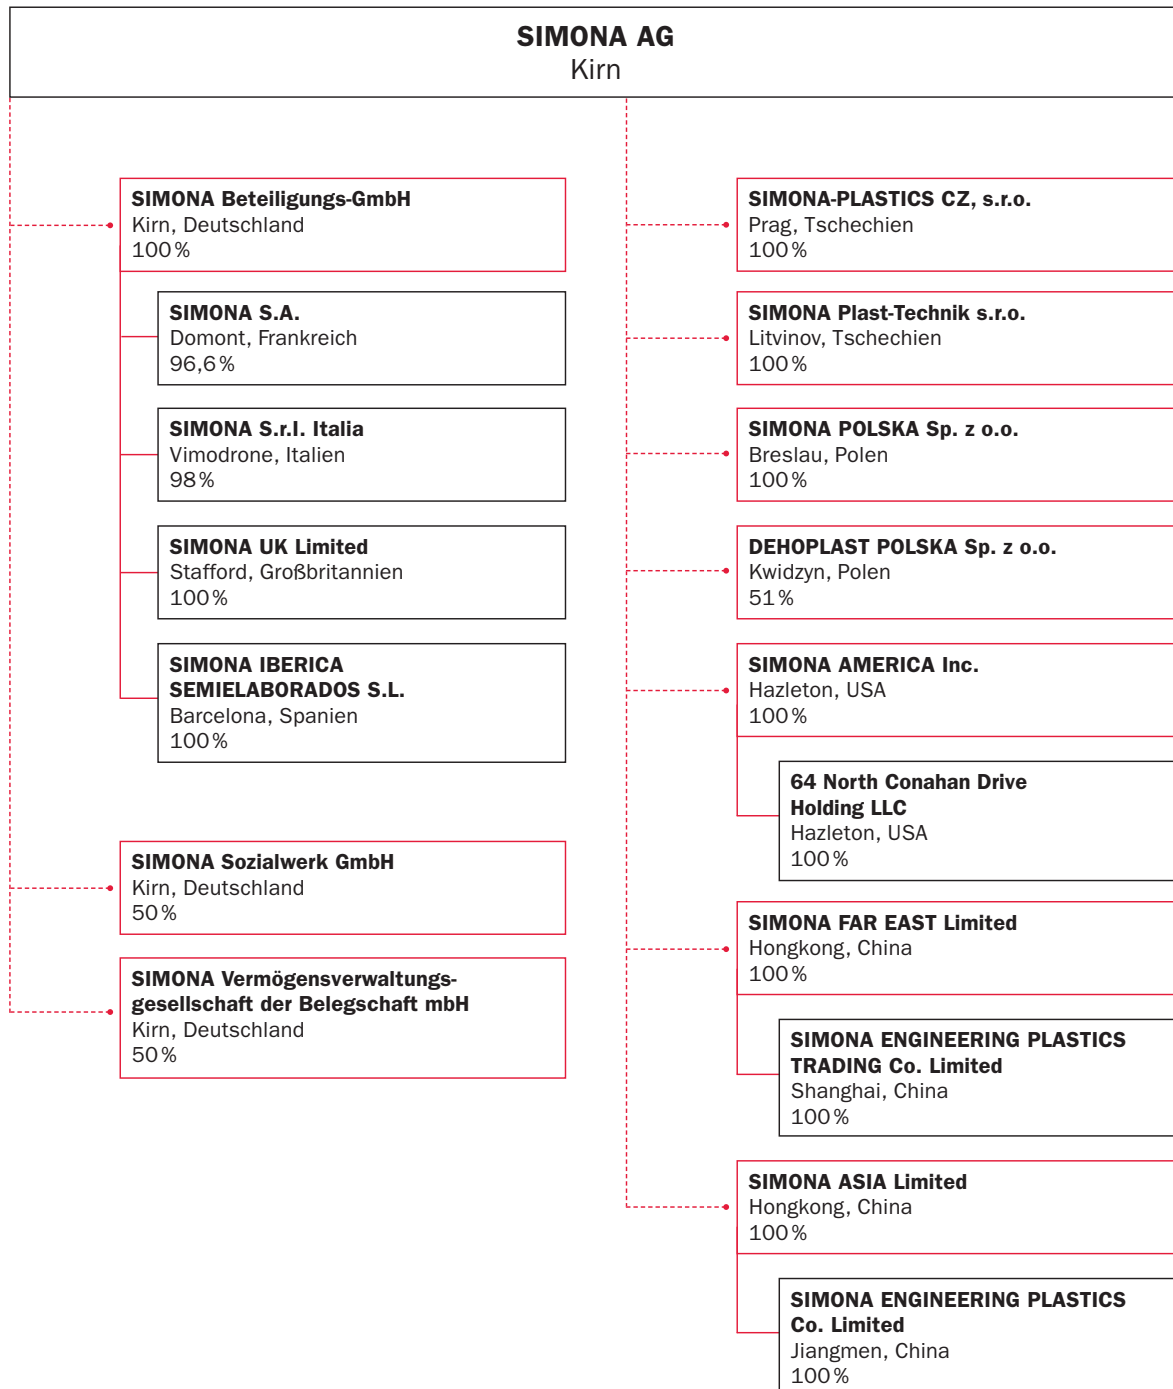 SIMONA AG
Kirn
SIMONA Beteiligungs-GmbH
Kirn, Deutschland
100%
SIMONA S.A.
Domont, Frankreich
96,6%
SIMONA S.r.l. Italia
Vimodrone, Italien
98%
SIMONA UK Limited
Stafford, Großbritannien
100%
SIMONA IBERICA
SEMIELABORADOS S.L.
Barcelona, Spanien
100%
SIMONA Sozialwerk GmbH
Kirn, Deutschland
50%
SIMONA Vermögensverwaltungs-
gesellschaft der Belegschaft mbH
Kirn, Deutschland
50%
SIMONA-PLASTICS CZ, s.r.o.
Prag, Tschechien
100%
SIMONA Plast-Technik s.r.o.
Litvinov, Tschechien
100%
SIMONA POLSKA Sp. z o.o.
Breslau, Polen
100%
DEHOPLAST POLSKA Sp. z o.o.
Kwidzyn, Polen
51%
SIMONA AMERICA Inc.
Hazleton, USA
100%
64 North Conahan Drive
Holding LLC
Hazleton, USA
100%
SIMONA FAR EAST Limited
Hongkong, China
100%
SIMONA ENGINEERING PLASTICS
TRADING Co. Limited
Shanghai, China
100%
SIMONA ASIA Limited
Hongkong, China
100%
SIMONA ENGINEERING PLASTICS
Co. Limited
Jiangmen, China
100%